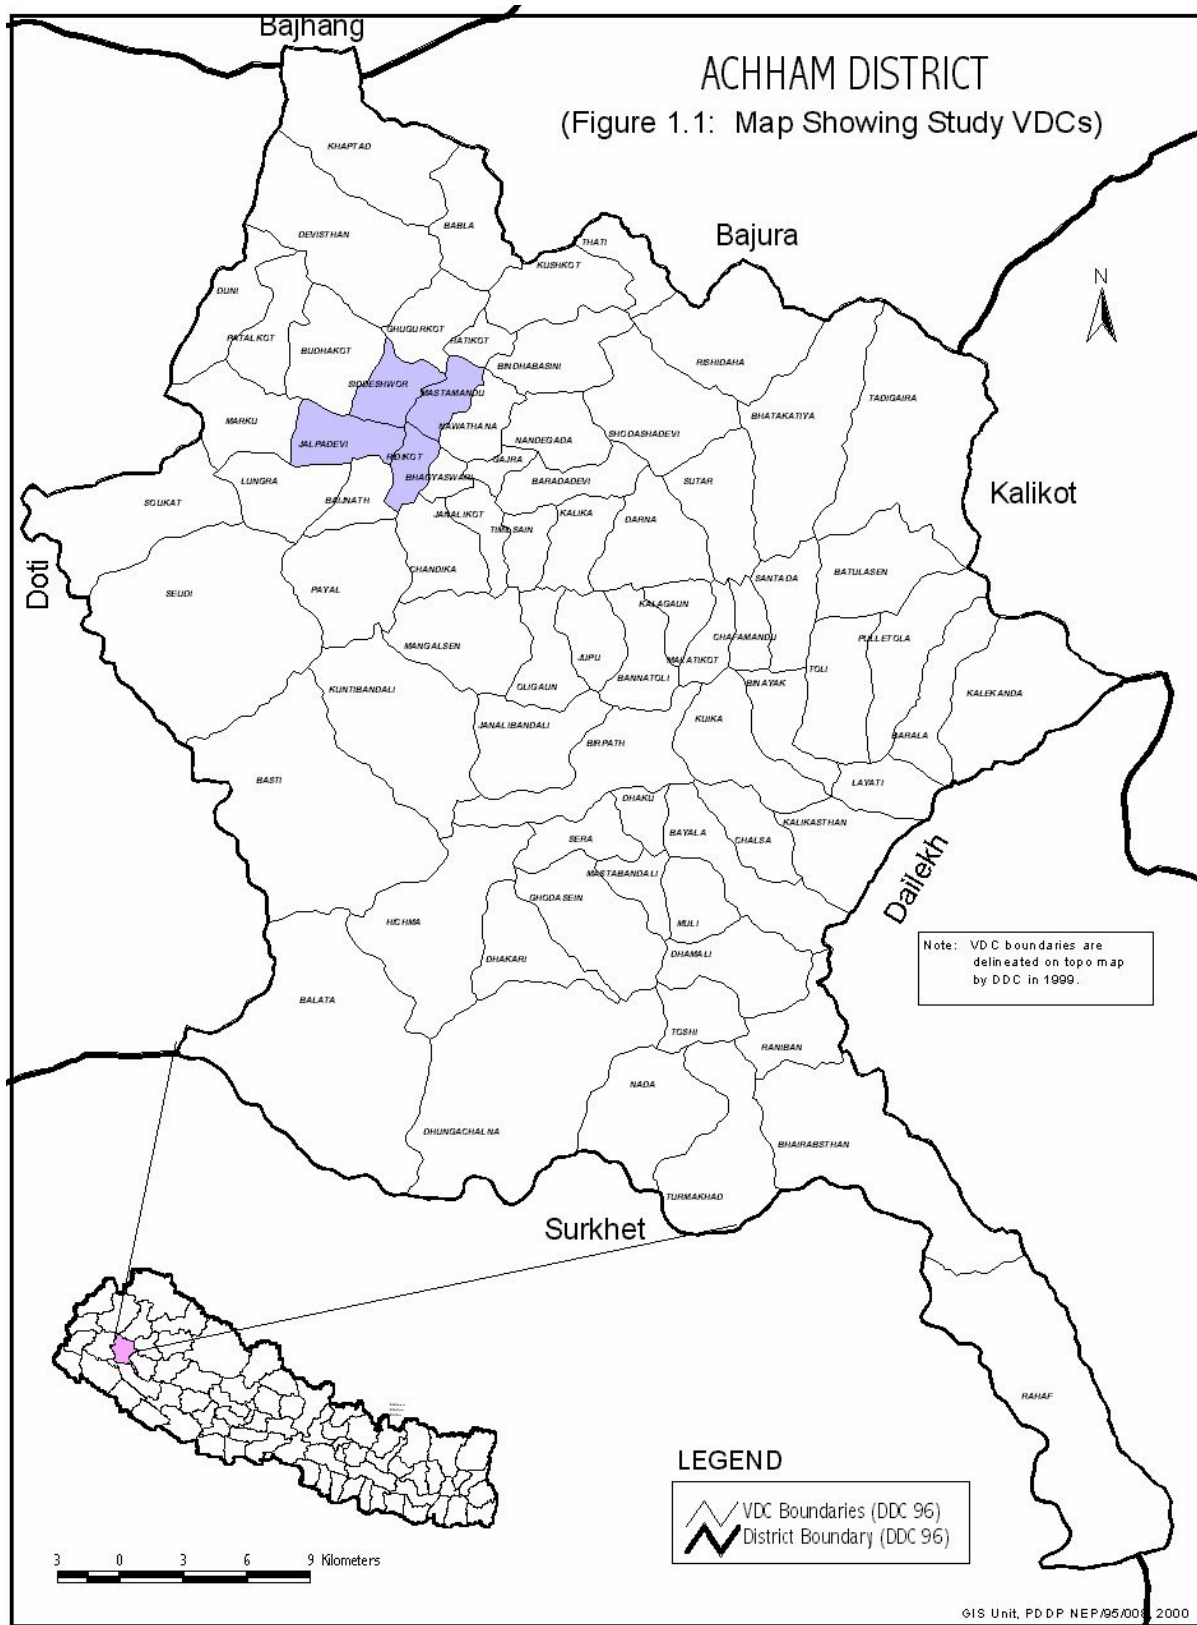 Bajhang
ACHHAM DISTRICT
(Figure 1.1: Map Showing Study VDCs)
KHAPTAD
BABLA
DEVISTHAN
THATI
Bajura
KUSHKOT
DUNI
N
GHUGURKOT
PATALKOT
RATIKOT
BUDHAKOT
BINDHABASINI
RISHIDAHA
SIDDESHWOR
MASTAMANDU
TADIGAIRA
BHATAKATIYA
MARKU
NAWATHANA
SHODASHADEVI
JALPADEVI
NANDEGADA
RIDIKOT
GAJRA
BHAGYASWARI
LUNGRA
BARADADEVI
SUTAR
Kalikot
SOUKAT
BAIJNATH
JANALIKOT
KALIKA
DARNA
TIMILSAIN
CHANDIKA
BATULASEN
SANTADA
Doti
SEUDI
PAYAL
KALAGAUN
CHAFAMANDU
PULLETOLA
MANGALSEN
JUPU
MALATIKOT
TOLI
BANNATOLI
BINAYAK
KUNTIBANDALI
OLIGAUN
KALEKANDA
JANALIBANDALI
KUIKA
BIRPATH
BARALA
BASTI
LAYATI
DHAKU
KALIKASTHAN
SERA
BAYALA
CHALSA
MASTABANDALI
Dailekh
GHODASEIN
HICHMA
MULI
DHAKARI
DHAMALI
Note: VDC boundaries are
delineated on topo map
by DDC in 1999.
BALATA
TOSHI
RANIBAN
NADA
DHUNGACHALNA
BHAIRABSTHAN
TURMAKHAD
Surkhet
RAHAF
LEGEND
VDC Boundaries (DDC 96)
District Boundary (DDC 96)
3 0 3 6 9 Kilometers
GIS Unit, PDDP NEP/95/008, 2000